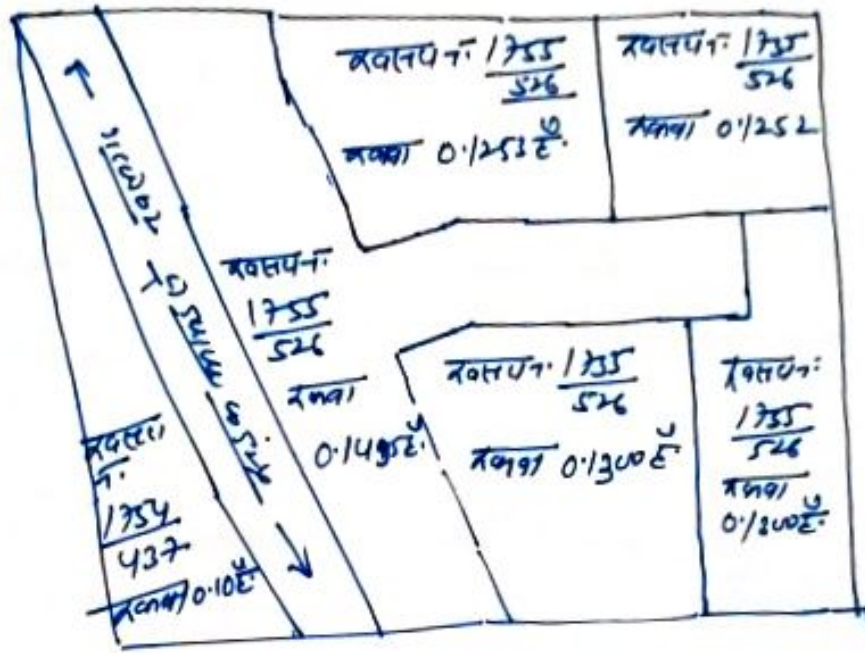 खसरा नं. 1755/526
रकबा 0.1253 है.
खसरा नं. 1755/526
रकबा 0.1252
खसरा नं.
1755/526
रकबा
0.1495 है.
खसरा नं. 1755/526
रकबा 0.1300 है.
खसरा नं.
1755/526
रकबा
0.1300 है.
खसरा
नं.
1754/437
रकबा 0.10 है.